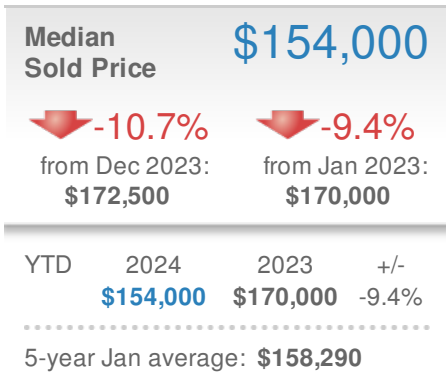 Median
Sold Price
$154,000
-10.7% -9.4%
from Dec 2023: from Jan 2023:
$172,500 $170,000
YTD 2024 2023 +/-
$154,000 $170,000 -9.4%
5-year Jan average: $158,290